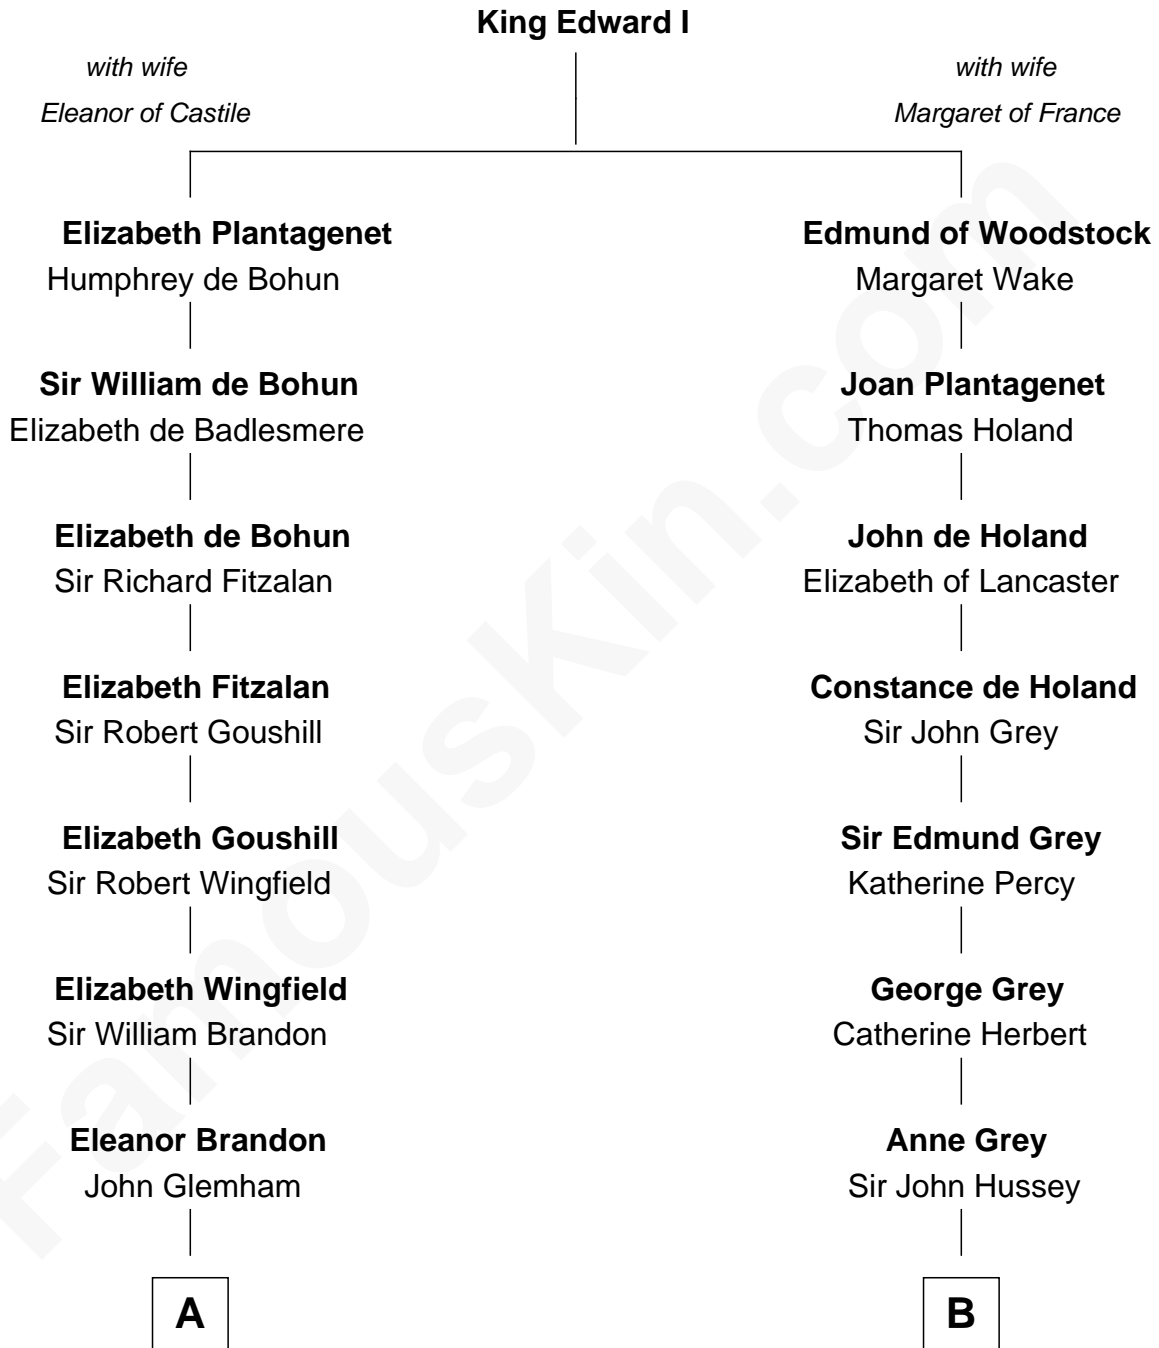 King Edward I
with wife
Eleanor of Castile
with wife
Margaret of France
Elizabeth Plantagenet
Humphrey de Bohun
Edmund of Woodstock
Margaret Wake
Sir William de Bohun
Elizabeth de Badlesmere
Joan Plantagenet
Thomas Holand
Elizabeth de Bohun
Sir Richard Fitzalan
John de Holand
Elizabeth of Lancaster
Elizabeth Fitzalan
Sir Robert Goushill
Constance de Holand
Sir John Grey
Elizabeth Goushill
Sir Robert Wingfield
Sir Edmund Grey
Katherine Percy
Elizabeth Wingfield
Sir William Brandon
George Grey
Catherine Herbert
Eleanor Brandon
John Glemham
Anne Grey
Sir John Hussey
A
B
FamousKin.com